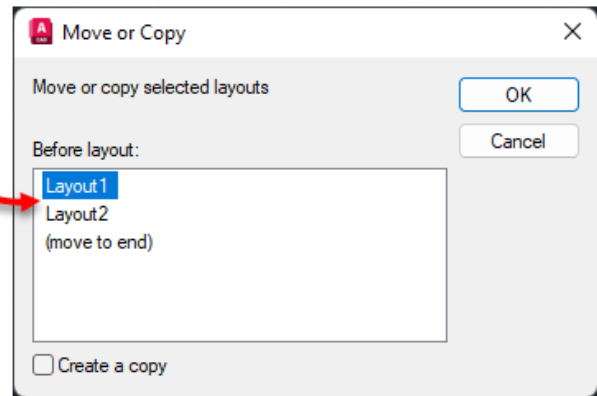 A
CAD
Move or Copy
Move or copy selected layouts
OK
Cancel
Before layout:
Layout1
Layout2
(move to end)
Create a copy